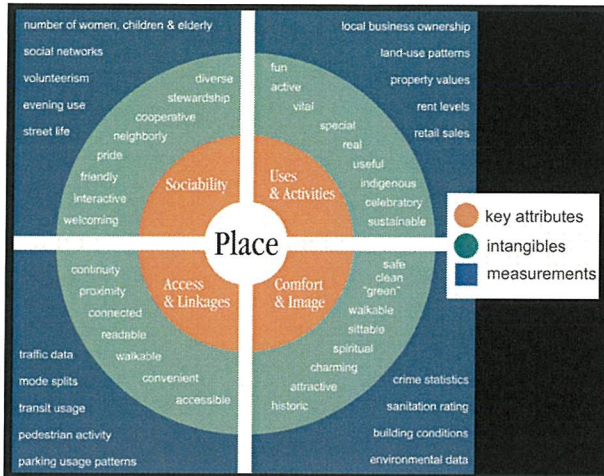 number of women, children & elderly
social networks
volunteerism
evening use
street life
diverse
stewardship
cooperative
neighborly
pride
friendly
interactive
welcoming
Sociability
local business ownership
land-use patterns
property values
rent levels
retail sales
fun
active
vital
special
real
useful
indigenous
celebratory
sustainable
Uses
& Activities
Place
key attributes
intangibles
measurements
continuity
proximity
connected
readable
walkable
convenient
accessible
Access
& Linkages
traffic data
mode splits
transit usage
pedestrian activity
parking usage patterns
Comfort
& Image
safe
clean
"green"
walkable
sittable
spiritual
charming
attractive
historic
crime statistics
sanitation rating
building conditions
environmental data